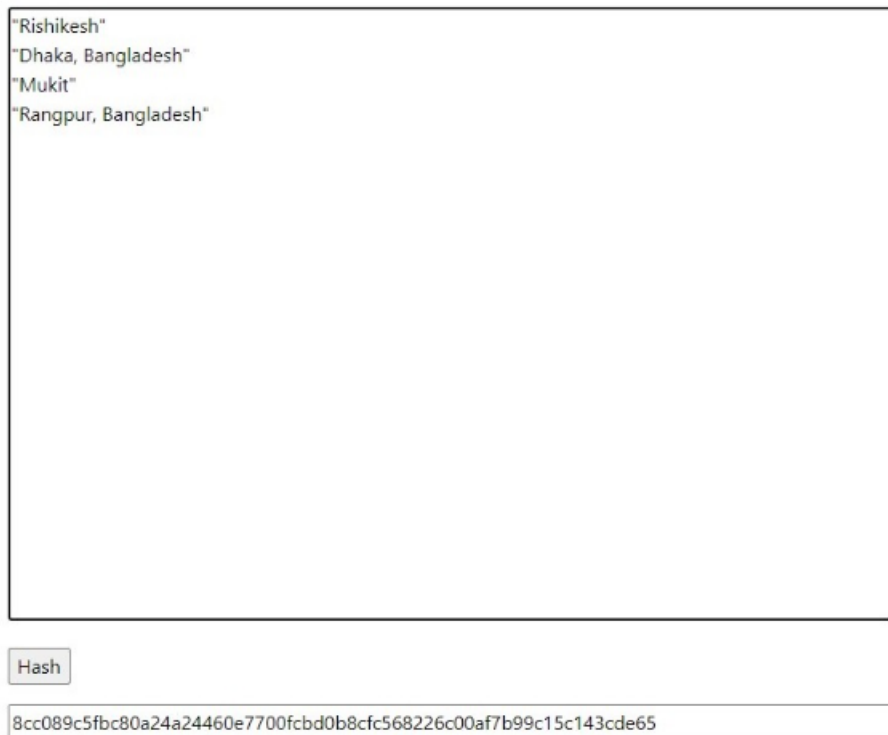 "Rishikesh"
"Dhaka, Bangladesh"
"Mukit"
"Rangpur, Bangladesh"
Hash
8cc089c5fbc80a24a24460e7700fcbd0b8cfc568226c00af7b99c15c143cde65